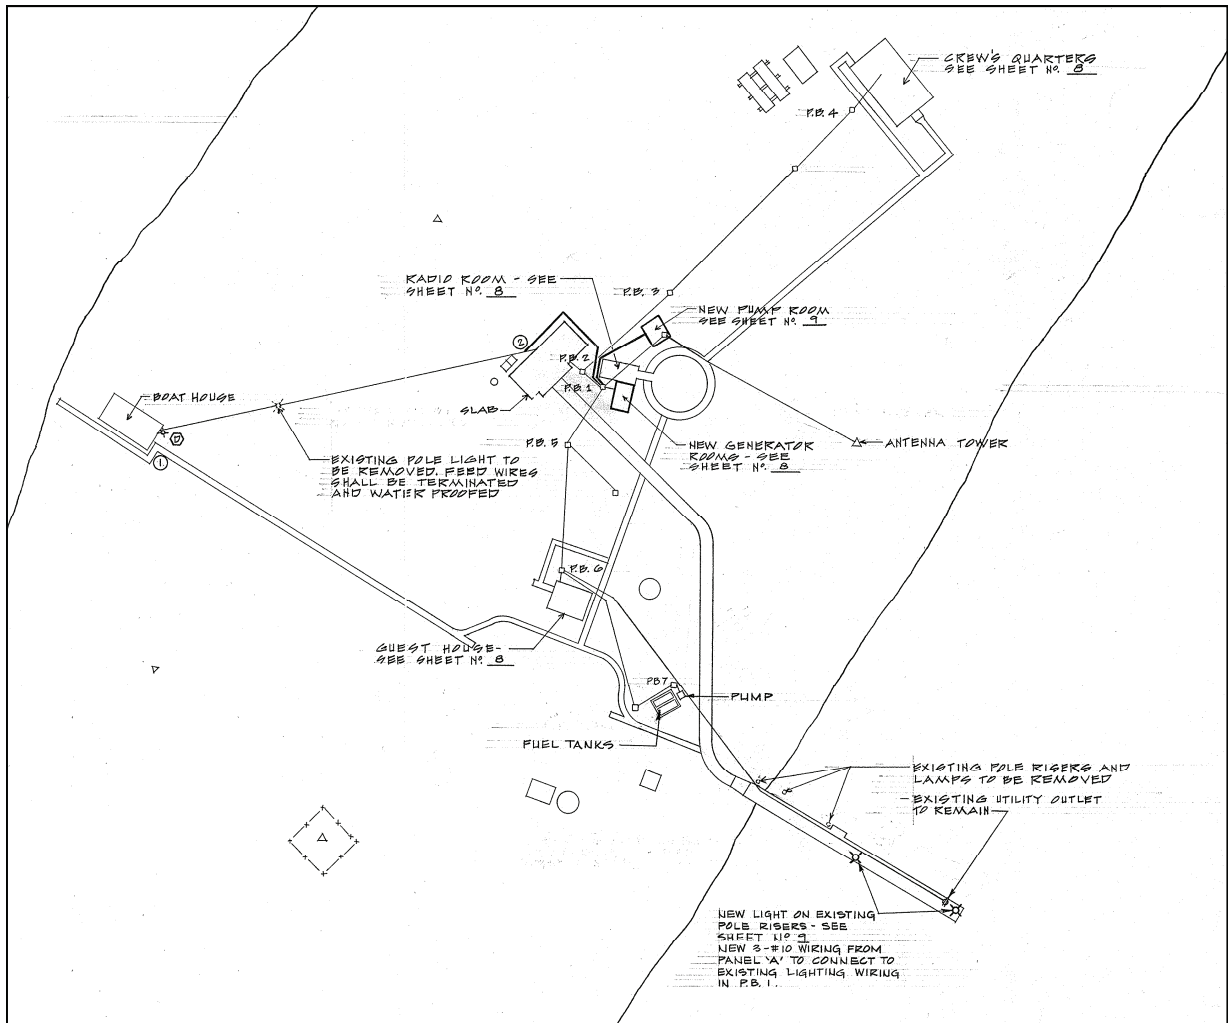 CREW'S QUARTERS
SEE SHEET Nº. 8
P.B. 4
RADIO ROOM - SEE
SHEET Nº. 8
P.B. 3
NEW PUMP ROOM
SEE SHEET Nº. 9
2
P.B. 2
P.B. 1
BOAT HOUSE
SLAB
1
P.B. 5
ANTENNA TOWER
NEW GENERATOR
ROOMS - SEE
SHEET Nº. 8
EXISTING POLE LIGHT TO
BE REMOVED. FEED WIRES
SHALL BE TERMINATED
AND WATER PROOFED
P.B. 6
GUEST HOUSE-
SEE SHEET Nº. 8
PB7
PUMP
FUEL TANKS
EXISTING POLE RISERS AND
LAMPS TO BE REMOVED
EXISTING UTILITY OUTLET
TO REMAIN
NEW LIGHT ON EXISTING
POLE RISERS - SEE
SHEET Nº 9
NEW 3-#10 WIRING FROM
PANEL 'A' TO CONNECT TO
EXISTING LIGHTING WIRING
IN P.B. 1.